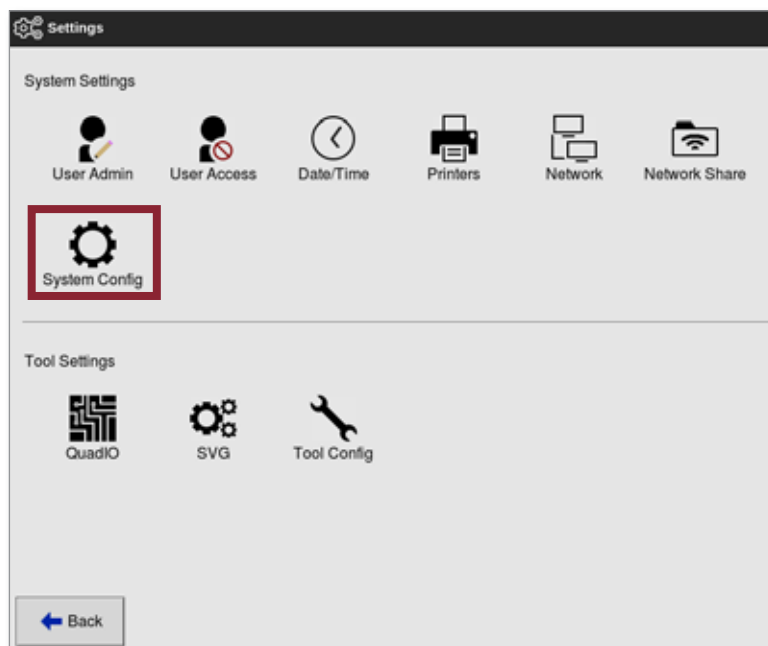 Settings
System Settings
User Admin User Access Date/Time Printers Network Network Share
System Config
Tool Settings
QuadIO SVG Tool Config
Back